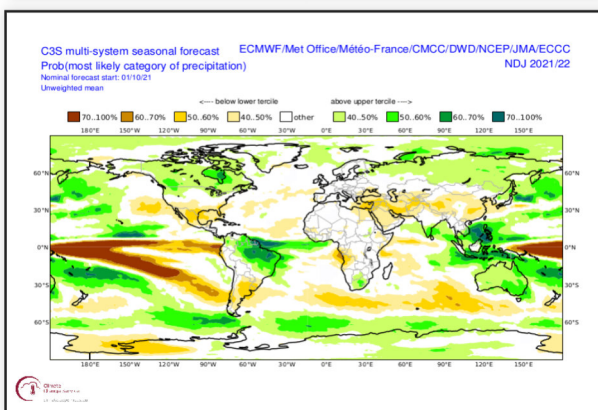 C3S multi-system seasonal forecast ECMWF/Met Office/Météo-France/CMCC/DWD/NCEP/JMA/ECCC
Prob(most likely category of precipitation) NDJ 2021/22
Nominal forecast start: 01/10/21
Unweighted mean
<---- below lower tercile above upper tercile ---->
70..100% 60..70% 50..60% 40..50% other 40..50% 50..60% 60..70% 70..100%
180°E 150°W 120°W 90°W 60°W 30°W 0°E 30°E 60°E 90°E 120°E 150°E
60°N 60°N
30°N 30°N
0°N 0°N
30°S 30°S
60°S 60°S
180°E 150°W 120°W 90°W 60°W 30°W 0°E 30°E 60°E 90°E 120°E 150°E
Climate
Change Service